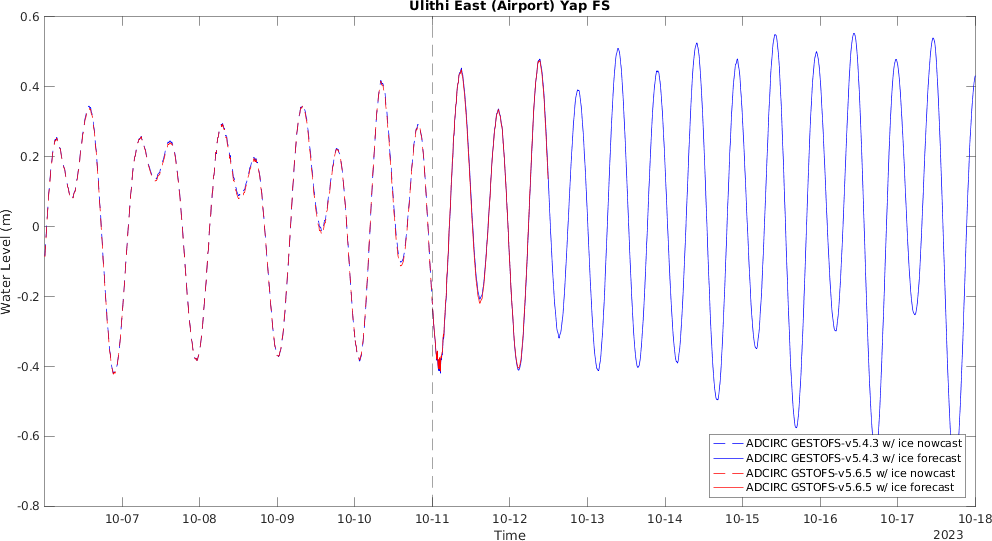 Ulithi East (Airport) Yap FS
Water Level (m)
0.6
0.4
0.2
0
-0.2
-0.4
-0.6
-0.8
10-07 10-08 10-09 10-10 10-11 10-12 10-13 10-14 10-15 10-16 10-17 10-18
Time
2023
ADCIRC GESTOFS-v5.4.3 w/ ice nowcast
ADCIRC GESTOFS-v5.4.3 w/ ice forecast
ADCIRC GSTOFS-v5.6.5 w/ ice nowcast
ADCIRC GSTOFS-v5.6.5 w/ ice forecast